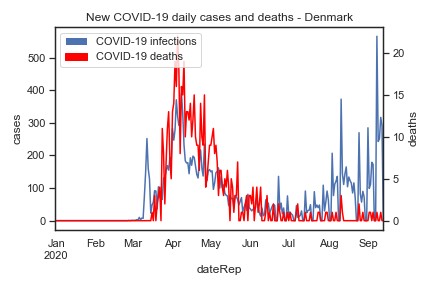 New COVID-19 daily cases and deaths - Denmark
COVID-19 infections
COVID-19 deaths
cases
500
400
300
200
100
0
deaths
20
15
10
5
0
Jan Feb Mar Apr May Jun Jul Aug Sep
2020
dateRep